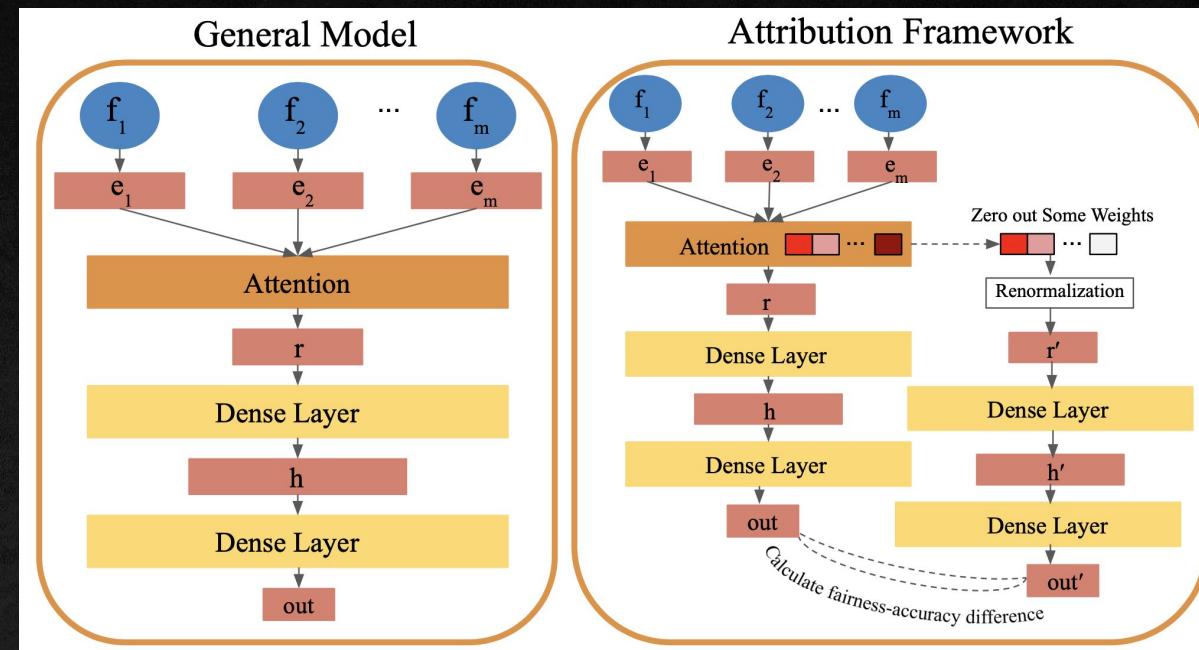 General Model
f1
f2
...
fm
e1
e2
em
Attention
r
Dense Layer
h
Dense Layer
out
Attribution Framework
f1
f2
...
fm
e1
e2
em
Attention
...
Zero out Some Weights
...
Renormalization
r
Dense Layer
h
Dense Layer
out
r′
Dense Layer
h′
Dense Layer
out′
Calculate fairness-accuracy difference